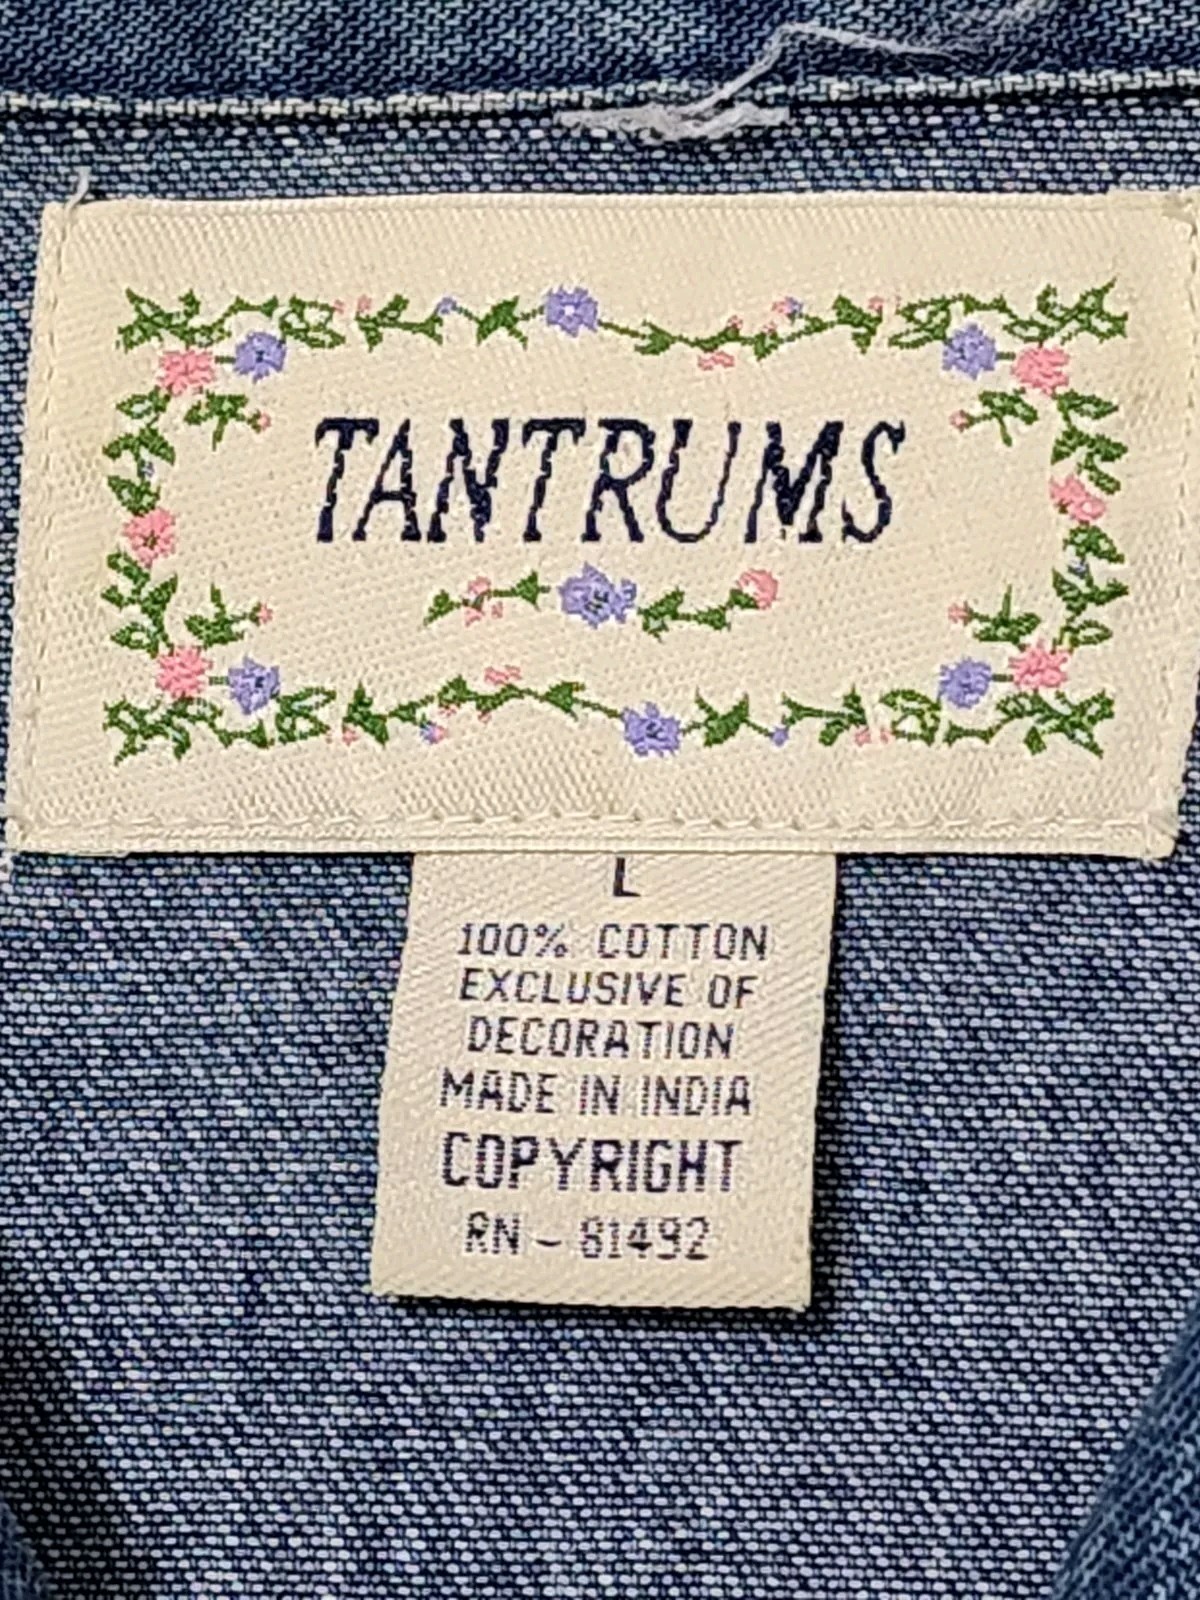 TANTRUMS
L
100% COTTON
EXCLUSIVE OF
DECORATION
MADE IN INDIA
COPYRIGHT
RN - 81492